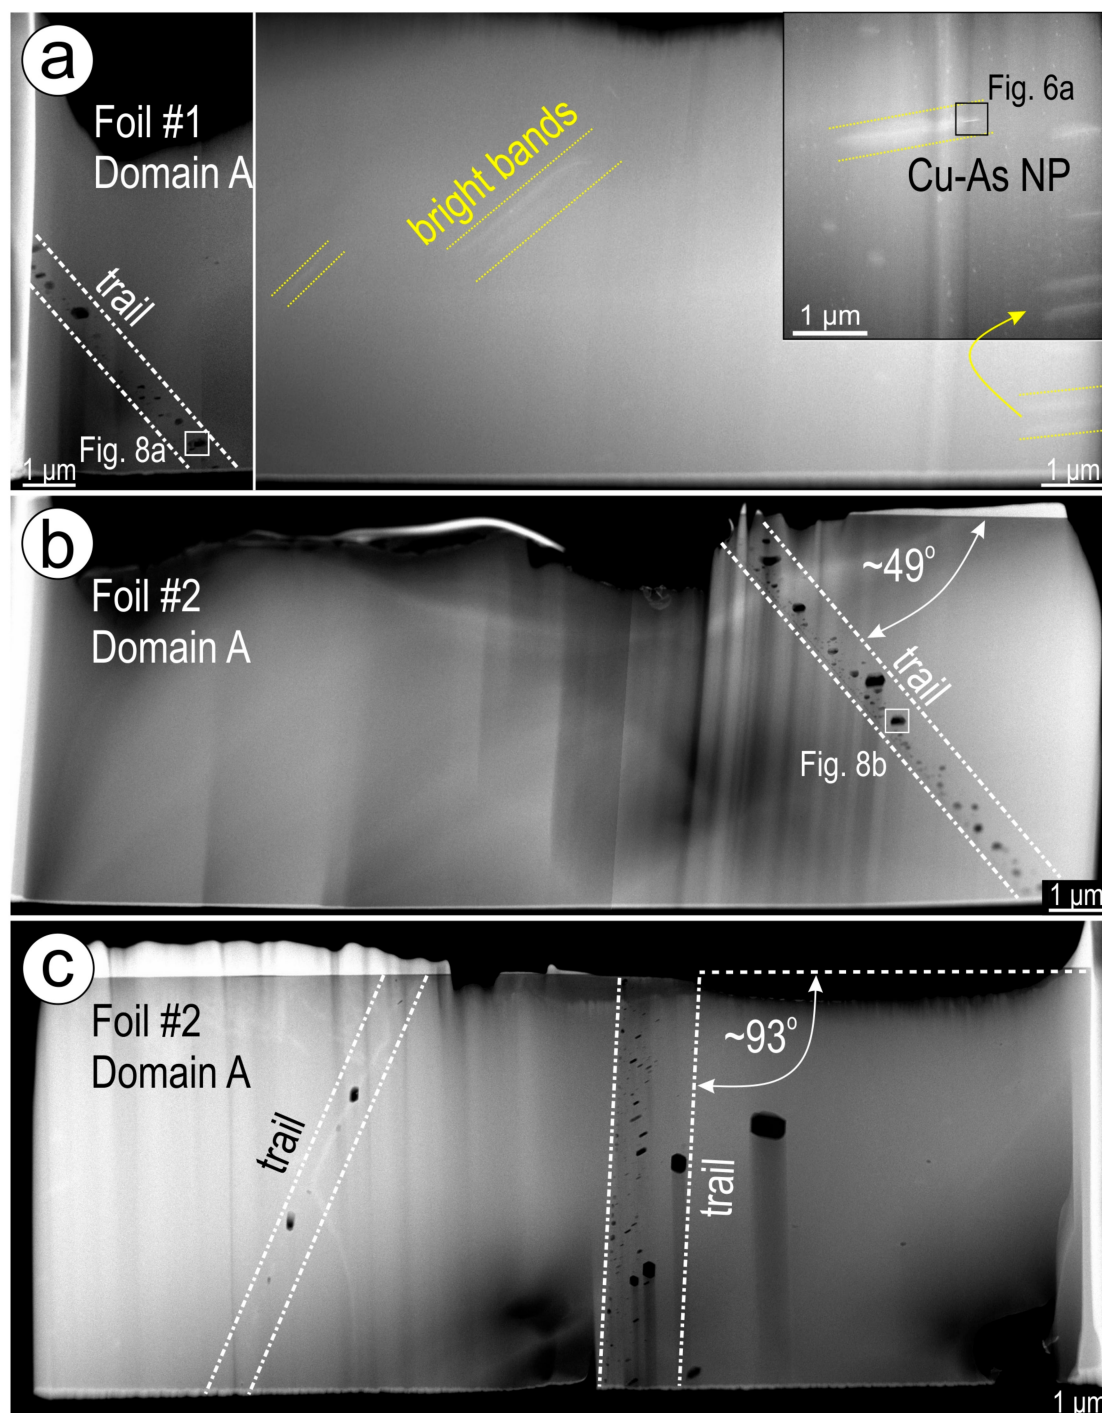 a
Foil #1
Domain A
trail
Fig. 8a
1 µm
bright bands
Fig. 6a
Cu-As NP
1 µm
1 µm
b
Foil #2
Domain A
~49°
trail
Fig. 8b
1 µm
c
Foil #2
Domain A
trail
~93°
trail
1 µm